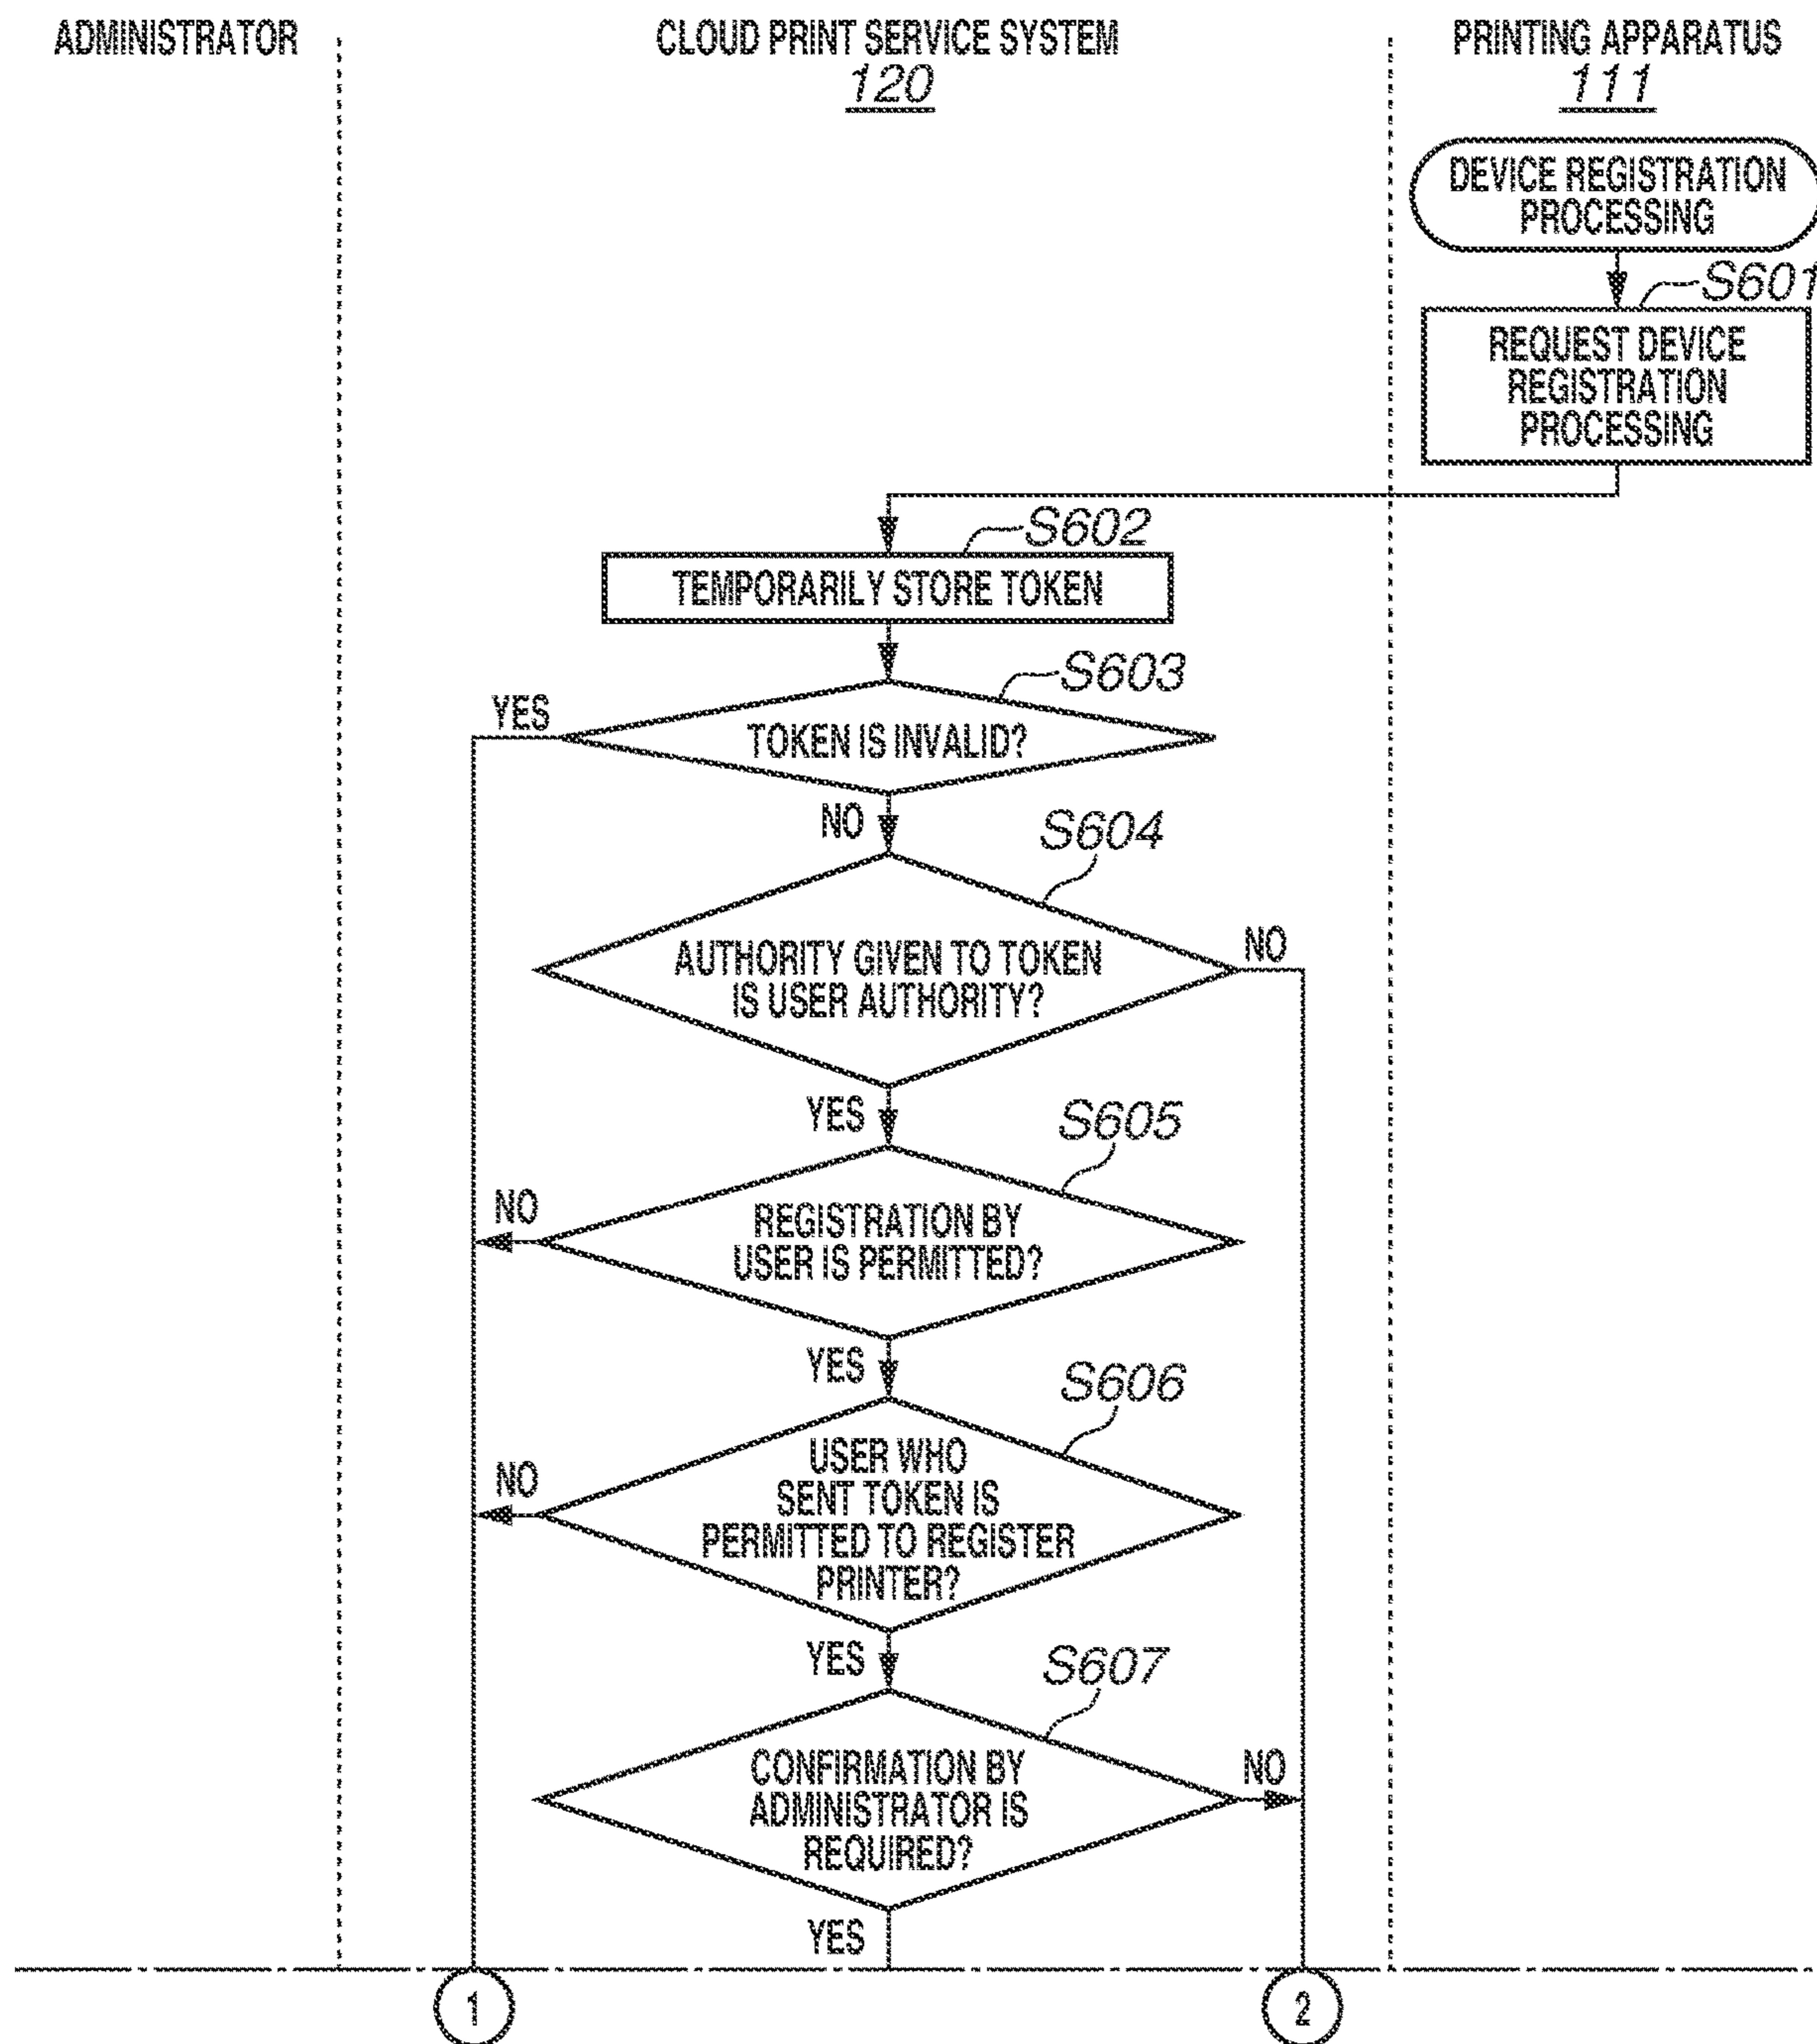 ADMINISTRATOR
CLOUD PRINT SERVICE SYSTEM
120
PRINTING APPARATUS
111
DEVICE REGISTRATION
PROCESSING
S601
REQUEST DEVICE
REGISTRATION
PROCESSING
S602
TEMPORARILY STORE TOKEN
S603
YES
TOKEN IS INVALID?
NO
S604
AUTHORITY GIVEN TO TOKEN
IS USER AUTHORITY?
NO
YES
S605
NO
REGISTRATION BY
USER IS PERMITTED?
YES
S606
NO
USER WHO
SENT TOKEN IS
PERMITTED TO REGISTER
PRINTER?
YES
S607
CONFIRMATION BY
ADMINISTRATOR IS
REQUIRED?
NO
YES
1
2